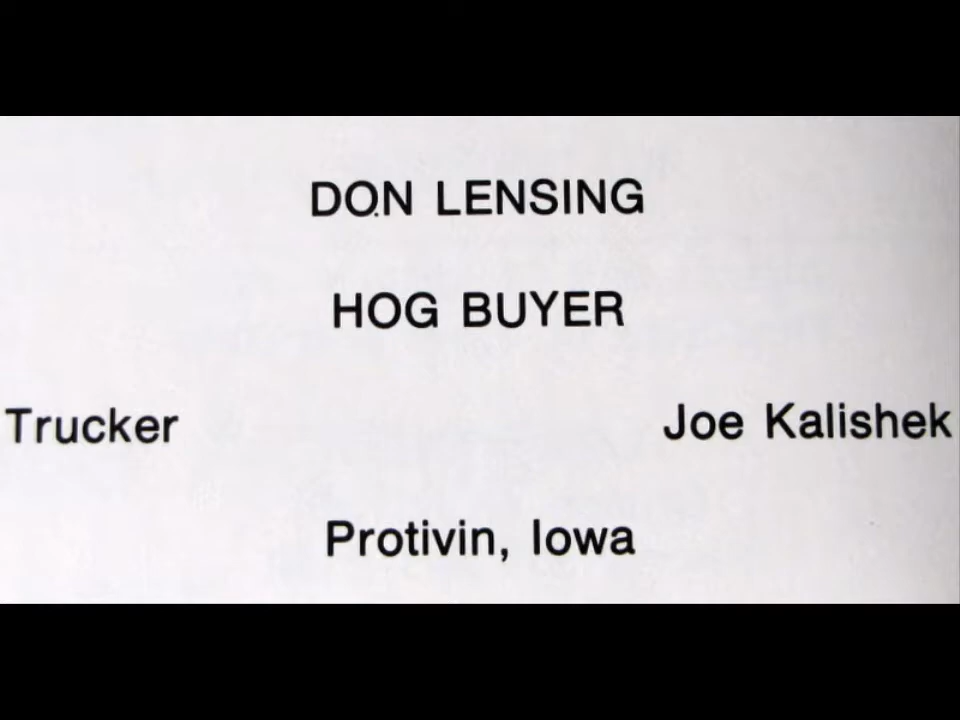 DON LENSING
HOG BUYER
Trucker Joe Kalishek
Protivin, Iowa